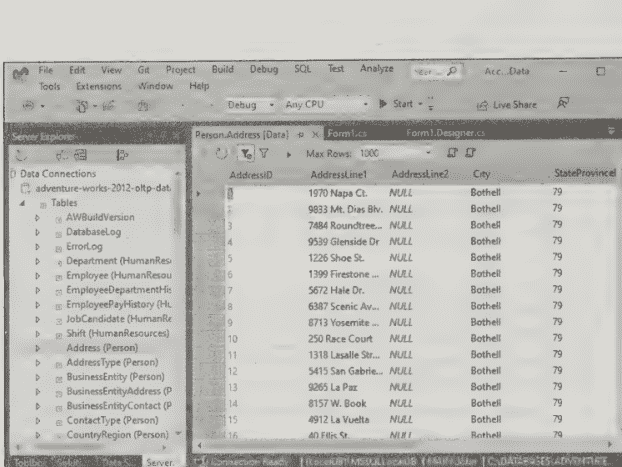 File Edit View Git Project Build Debug SQL Test Analyze Acc...Data
Tools Extensions Window Help
Debug Any CPU Start Live Share
Server Explorer
Person.Address [Data] Form1.cs Form1.Designer.cs
Max Rows: 1000
Data Connections
adventure-works-2012-oltp-dat
Tables
AWBuildVersion
DatabaseLog
ErrorLog
Department (HumanRes
Employee (HumanResou
EmployeeDepartmentHis
EmployeePayHistory (Hu
JobCandidate (HumanRe
Shift (HumanResources)
Address (Person)
AddressType (Person)
BusinessEntity (Person)
BusinessEntityAddress (P
BusinessEntityContact (P
ContactType (Person)
CountryRegion (Person)
AddressID AddressLine1 AddressLine2 City StateProvinceI
1970 Napa Ct. NULL Bothell 79
2 9833 Mt. Dias Blv. NULL Bothell 79
3 7484 Roundtree... NULL Bothell 79
4 9539 Glenside Dr NULL Bothell 79
5 1226 Shoe St. NULL Bothell 79
6 1399 Firestone ... NULL Bothell 79
7 5672 Hale Dr. NULL Bothell 79
8 6387 Scenic Av... NULL Bothell 79
9 8713 Yosemite ... NULL Bothell 79
10 250 Race Court NULL Bothell 79
11 1318 Lasalle Str... NULL Bothell 79
12 5415 San Gabrie... NULL Bothell 79
13 9265 La Paz NULL Bothell 79
14 8157 W. Book NULL Bothell 79
15 4912 La Vuelta NULL Bothell 79
16 40 Ellis St. NULL Bothell 79
Server
Connection Ready